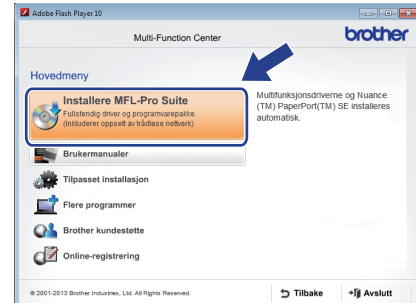 Adobe Flash Player 10
Multi-Function Center
brother
Hovedmeny
Installere MFL-Pro Suite
Fullstendig driver og programvarepakke
(Inkluderer oppsett av trådløse nettverk)
Multifunksjonsdriverne og Nuance
(TM) PaperPort(TM) SE installeres
automatisk.
Brukermanualer
Tilpasset installasjon
Flere programmer
Brother kundestøtte
Online-registrering
© 2001-2013 Brother Industries, Ltd. All Rights Reserved.
Tilbake
Avslutt